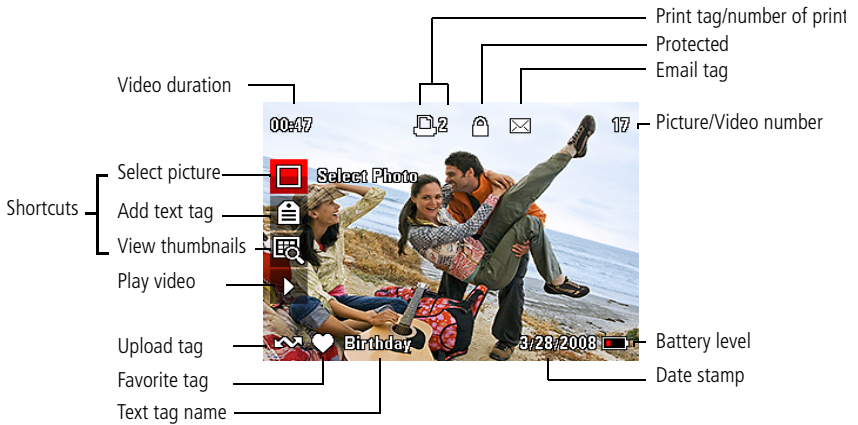 Print tag/number of print
Protected
Email tag
Video duration
00:47
2
17
Picture/Video number
Select picture
Select Photo
Shortcuts
Add text tag
View thumbnails
Play video
Upload tag
Birthday
3/28/2008
Battery level
Favorite tag
Date stamp
Text tag name